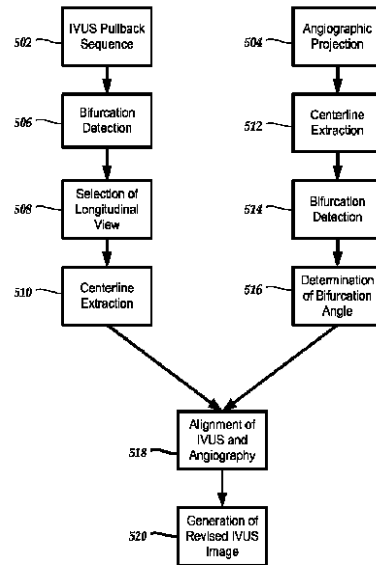 502
IVUS Pullback
Sequence
504
Angiographic
Projection
506
Bifurcation
Detection
512
Centerline
Extraction
508
Selection of
Longitudinal
View
514
Bifurcation
Detection
510
Centerline
Extraction
516
Determination
of Bifurcation
Angle
518
Alignment of
IVUS and
Angiography
520
Generation of
Revised IVUS
Image